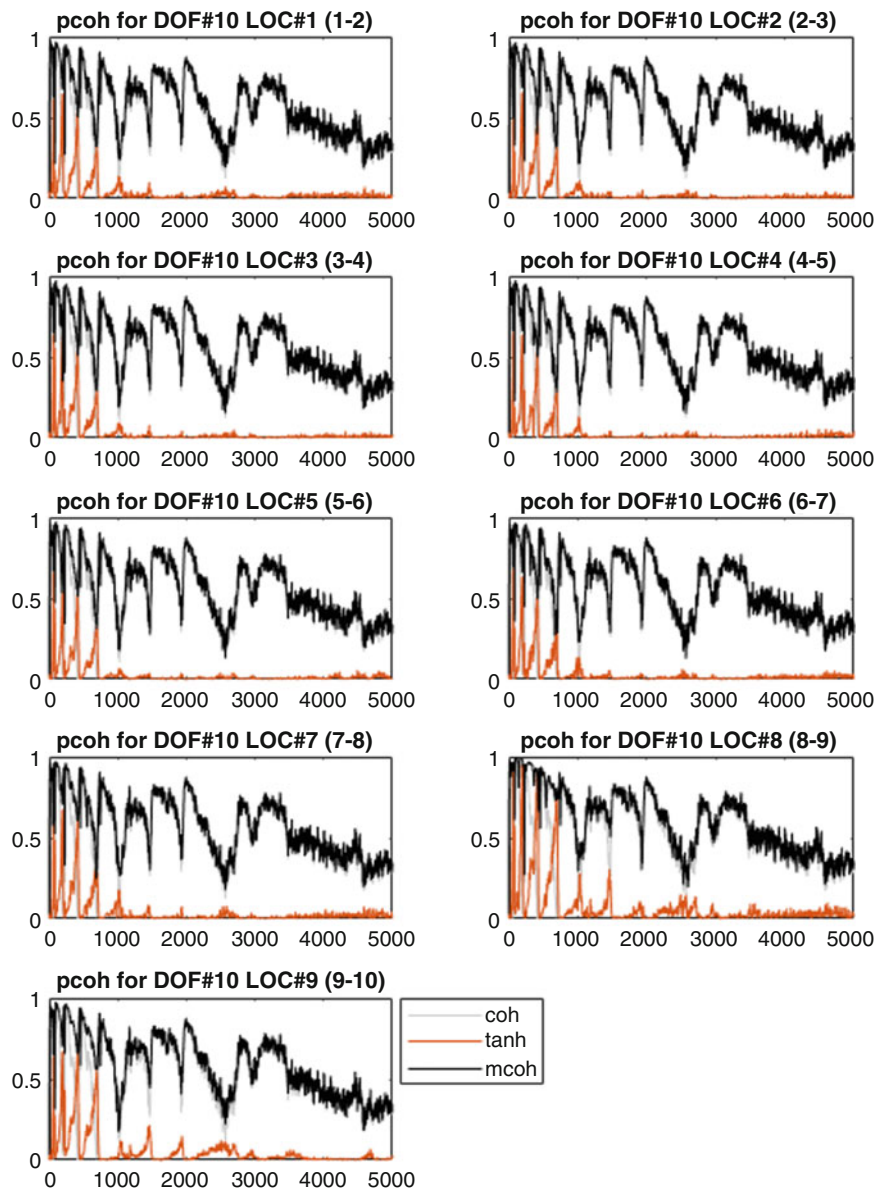 pcoh for DOF#10 LOC#1 (1-2)
1
0.5
0
0 1000 2000 3000 4000 5000
pcoh for DOF#10 LOC#2 (2-3)
1
0.5
0
0 1000 2000 3000 4000 5000
pcoh for DOF#10 LOC#3 (3-4)
1
0.5
0
0 1000 2000 3000 4000 5000
pcoh for DOF#10 LOC#4 (4-5)
1
0.5
0
0 1000 2000 3000 4000 5000
pcoh for DOF#10 LOC#5 (5-6)
1
0.5
0
0 1000 2000 3000 4000 5000
pcoh for DOF#10 LOC#6 (6-7)
1
0.5
0
0 1000 2000 3000 4000 5000
pcoh for DOF#10 LOC#7 (7-8)
1
0.5
0
0 1000 2000 3000 4000 5000
pcoh for DOF#10 LOC#8 (8-9)
1
0.5
0
0 1000 2000 3000 4000 5000
pcoh for DOF#10 LOC#9 (9-10)
1
0.5
0
0 1000 2000 3000 4000 5000
coh
tanh
mcoh